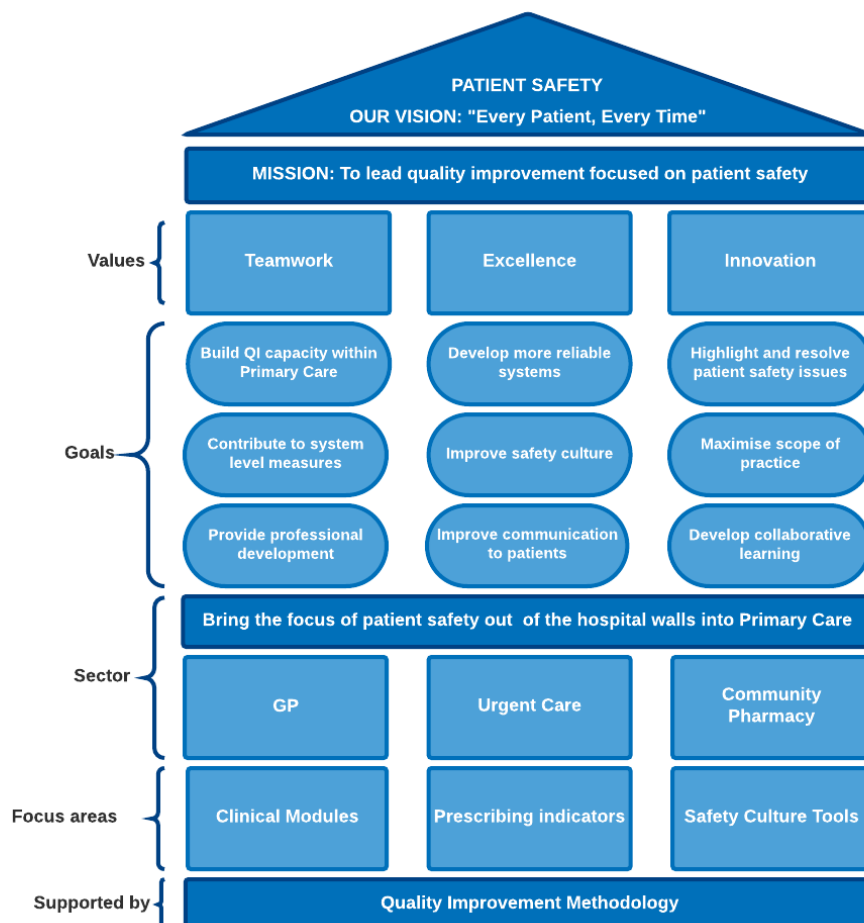 PATIENT SAFETY
OUR VISION: "Every Patient, Every Time"
MISSION: To lead quality improvement focused on patient safety
Values
Teamwork
Excellence
Innovation
Goals
Build QI capacity within
Primary Care
Develop more reliable
systems
Highlight and resolve
patient safety issues
Contribute to system
level measures
Improve safety culture
Maximise scope of
practice
Provide professional
development
Improve communication
to patients
Develop collaborative
learning
Sector
Bring the focus of patient safety out of the hospital walls into Primary Care
GP
Urgent Care
Community
Pharmacy
Focus areas
Clinical Modules
Prescribing indicators
Safety Culture Tools
Supported by
Quality Improvement Methodology